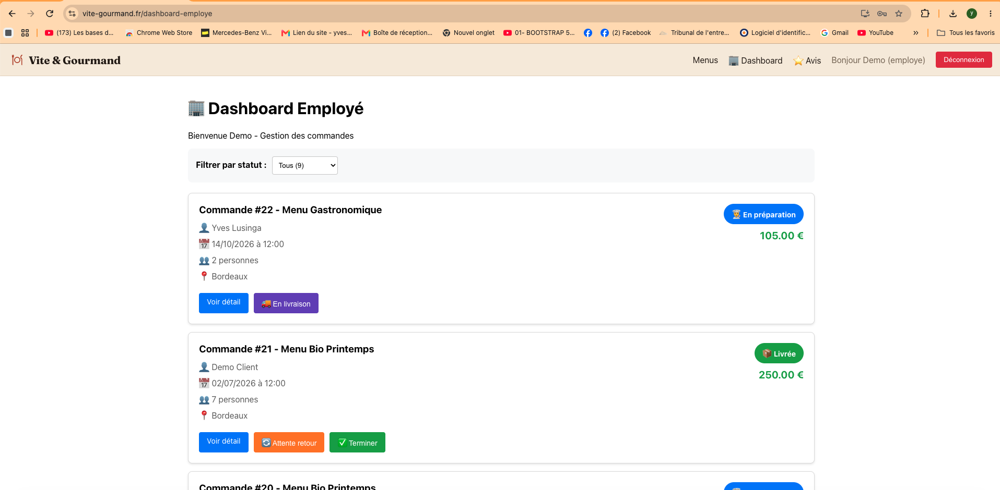 vite-gourmand.fr/dashboard-employe
y
(173) Les bases d...
Chrome Web Store
Mercedes-Benz Vi...
Lien du site - yves...
Boîte de réception...
Nouvel onglet
01- BOOTSTRAP 5...
(2) Facebook
Tribunal de l'entre...
Logiciel d'identific...
Gmail
YouTube
»
Tous les favoris
Vite & Gourmand
Menus
Dashboard
Avis
Bonjour Demo (employe)
Déconnexion
Dashboard Employé
Bienvenue Demo - Gestion des commandes
Filtrer par statut :
Tous (9)
Commande #22 - Menu Gastronomique
En préparation
Yves Lusinga
105.00 €
14/10/2026 à 12:00
2 personnes
Bordeaux
Voir détail
En livraison
Commande #21 - Menu Bio Printemps
Livrée
Demo Client
250.00 €
02/07/2026 à 12:00
7 personnes
Bordeaux
Voir détail
Attente retour
Terminer
Commande #20 - Menu Bio Printemps